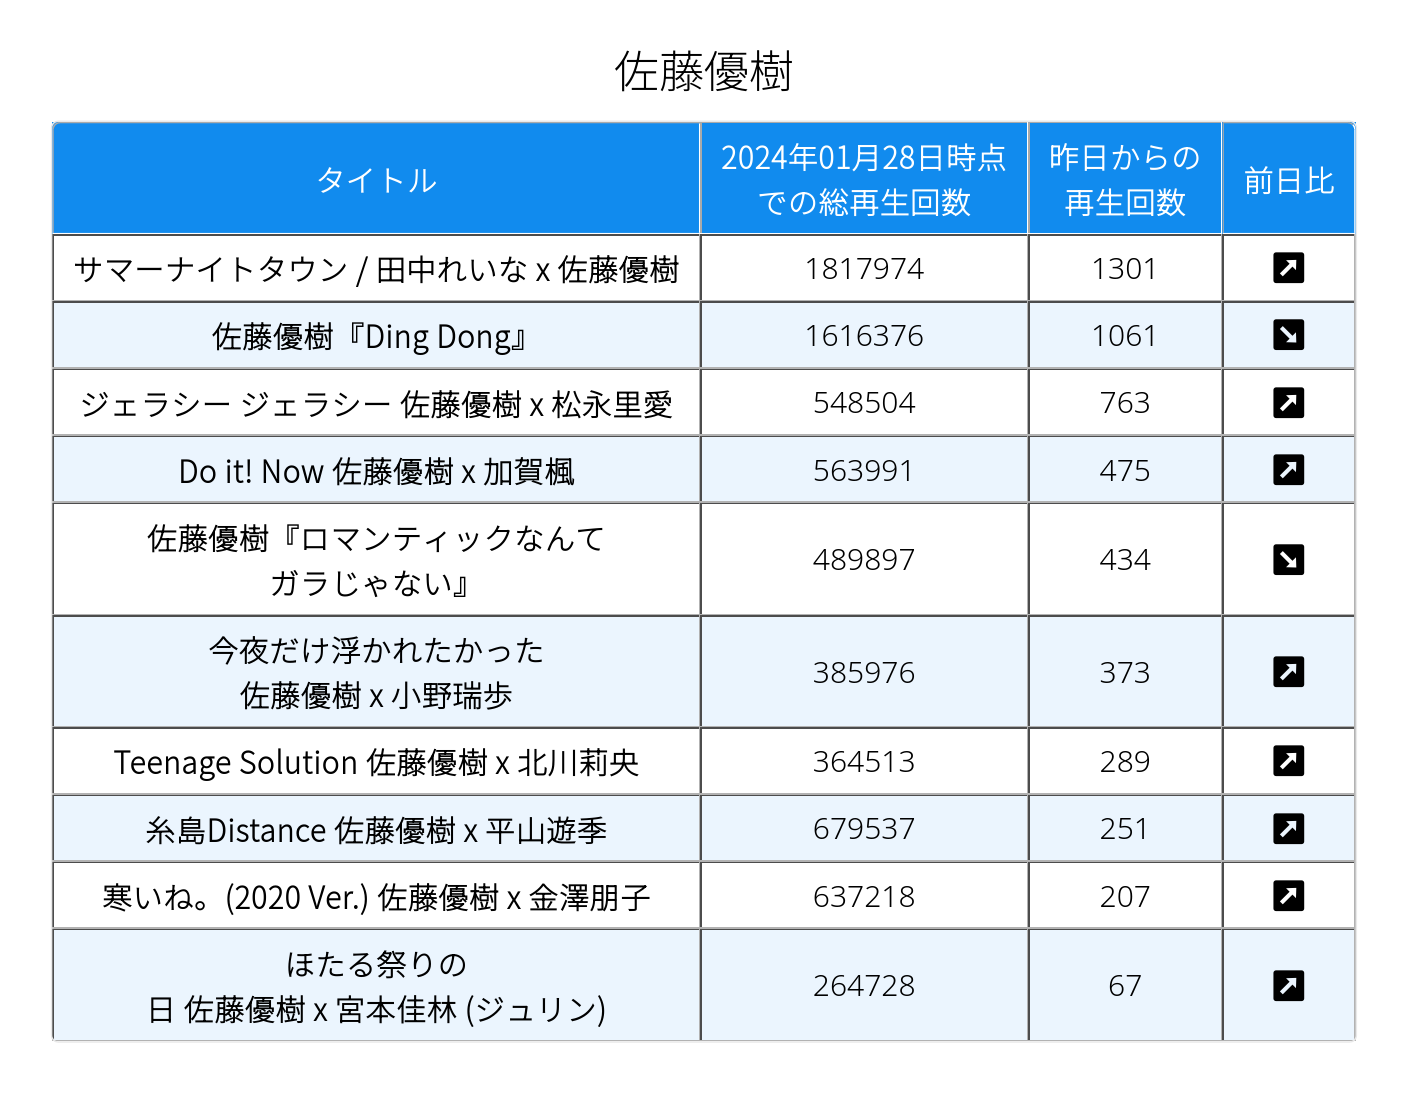 佐藤優樹
タイトル
2024年01月28日時点
での総再生回数
昨日からの
再生回数
前日比
サマーナイトタウン / 田中れいな x 佐藤優樹
1817974
1301
佐藤優樹『Ding Dong』
1616376
1061
ジェラシー ジェラシー 佐藤優樹 x 松永里愛
548504
763
Do it! Now 佐藤優樹 x 加賀楓
563991
475
佐藤優樹『ロマンティックなんて
ガラじゃない』
489897
434
今夜だけ浮かれたかった
佐藤優樹 x 小野瑞歩
385976
373
Teenage Solution 佐藤優樹 x 北川莉央
364513
289
糸島Distance 佐藤優樹 x 平山遊季
679537
251
寒いね。(2020 Ver.) 佐藤優樹 x 金澤朋子
637218
207
ほたる祭りの
日 佐藤優樹 x 宮本佳林 (ジュリン)
264728
67